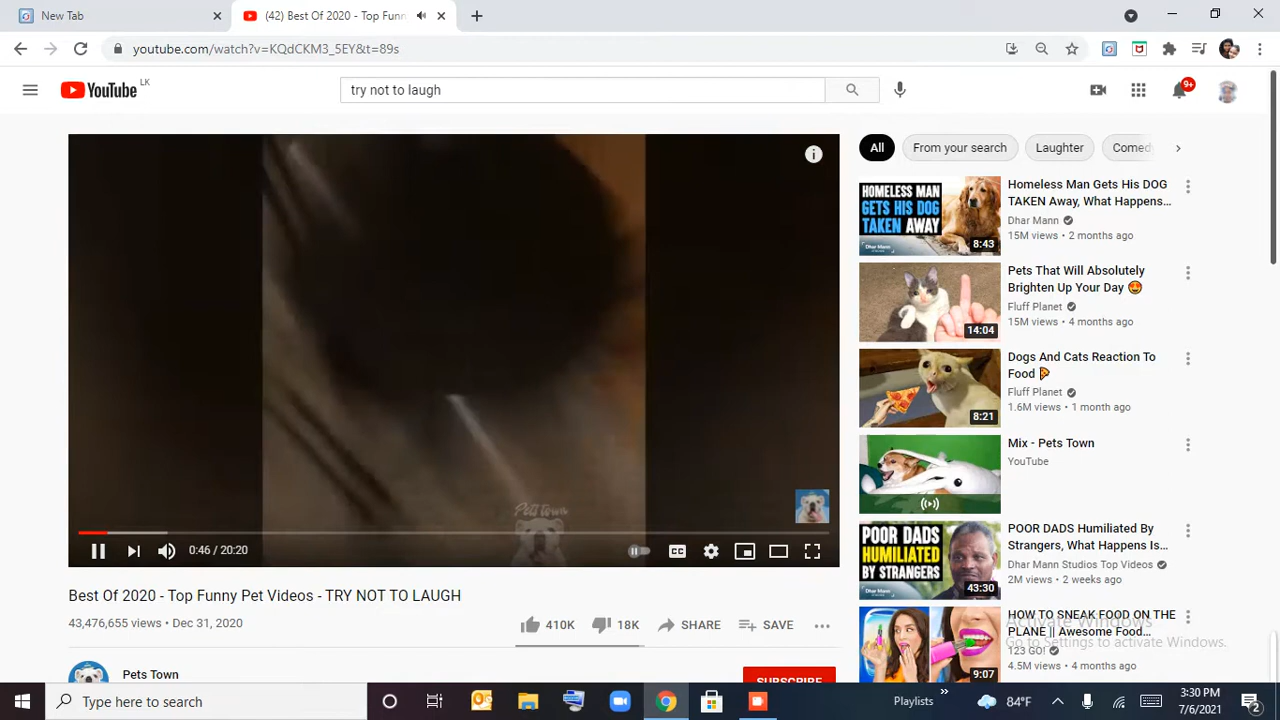 New Tab
(42) Best Of 2020 - Top Funn
youtube.com/watch?v=KQdCKM3_5EY&t=89s
YouTube LK
try not to laugh
9+
All
From your search
Laughter
Comed
HOMELESS MAN GETS HIS DOG TAKEN AWAY
Dhar Mann
8:43
Homeless Man Gets His DOG
TAKEN Away, What Happens...
Dhar Mann
15M views • 2 months ago
14:04
Pets That Will Absolutely
Brighten Up Your Day 😍
Fluff Planet
15M views • 4 months ago
8:21
Dogs And Cats Reaction To
Food 🍕
Fluff Planet
1.6M views • 1 month ago
Mix - Pets Town
YouTube
POOR DADS HUMILIATED BY STRANGERS
43:30
POOR DADS Humiliated By
Strangers, What Happens Is...
Dhar Mann Studios Top Videos
2M views • 2 weeks ago
9:07
HOW TO SNEAK FOOD ON THE
PLANE || Awesome Food...
123 GO!
4.5M views • 4 months ago
Pets town
0:46 / 20:20
CC
Best Of 2020 - Top Funny Pet Videos - TRY NOT TO LAUGH
43,476,655 views • Dec 31, 2020
410K
18K
SHARE
SAVE
Pets Town
SUBSCRIBE
Activate Windows
Go to Settings to activate Windows.
Type here to search
Playlists
84°F
3:30 PM
7/6/2021
2